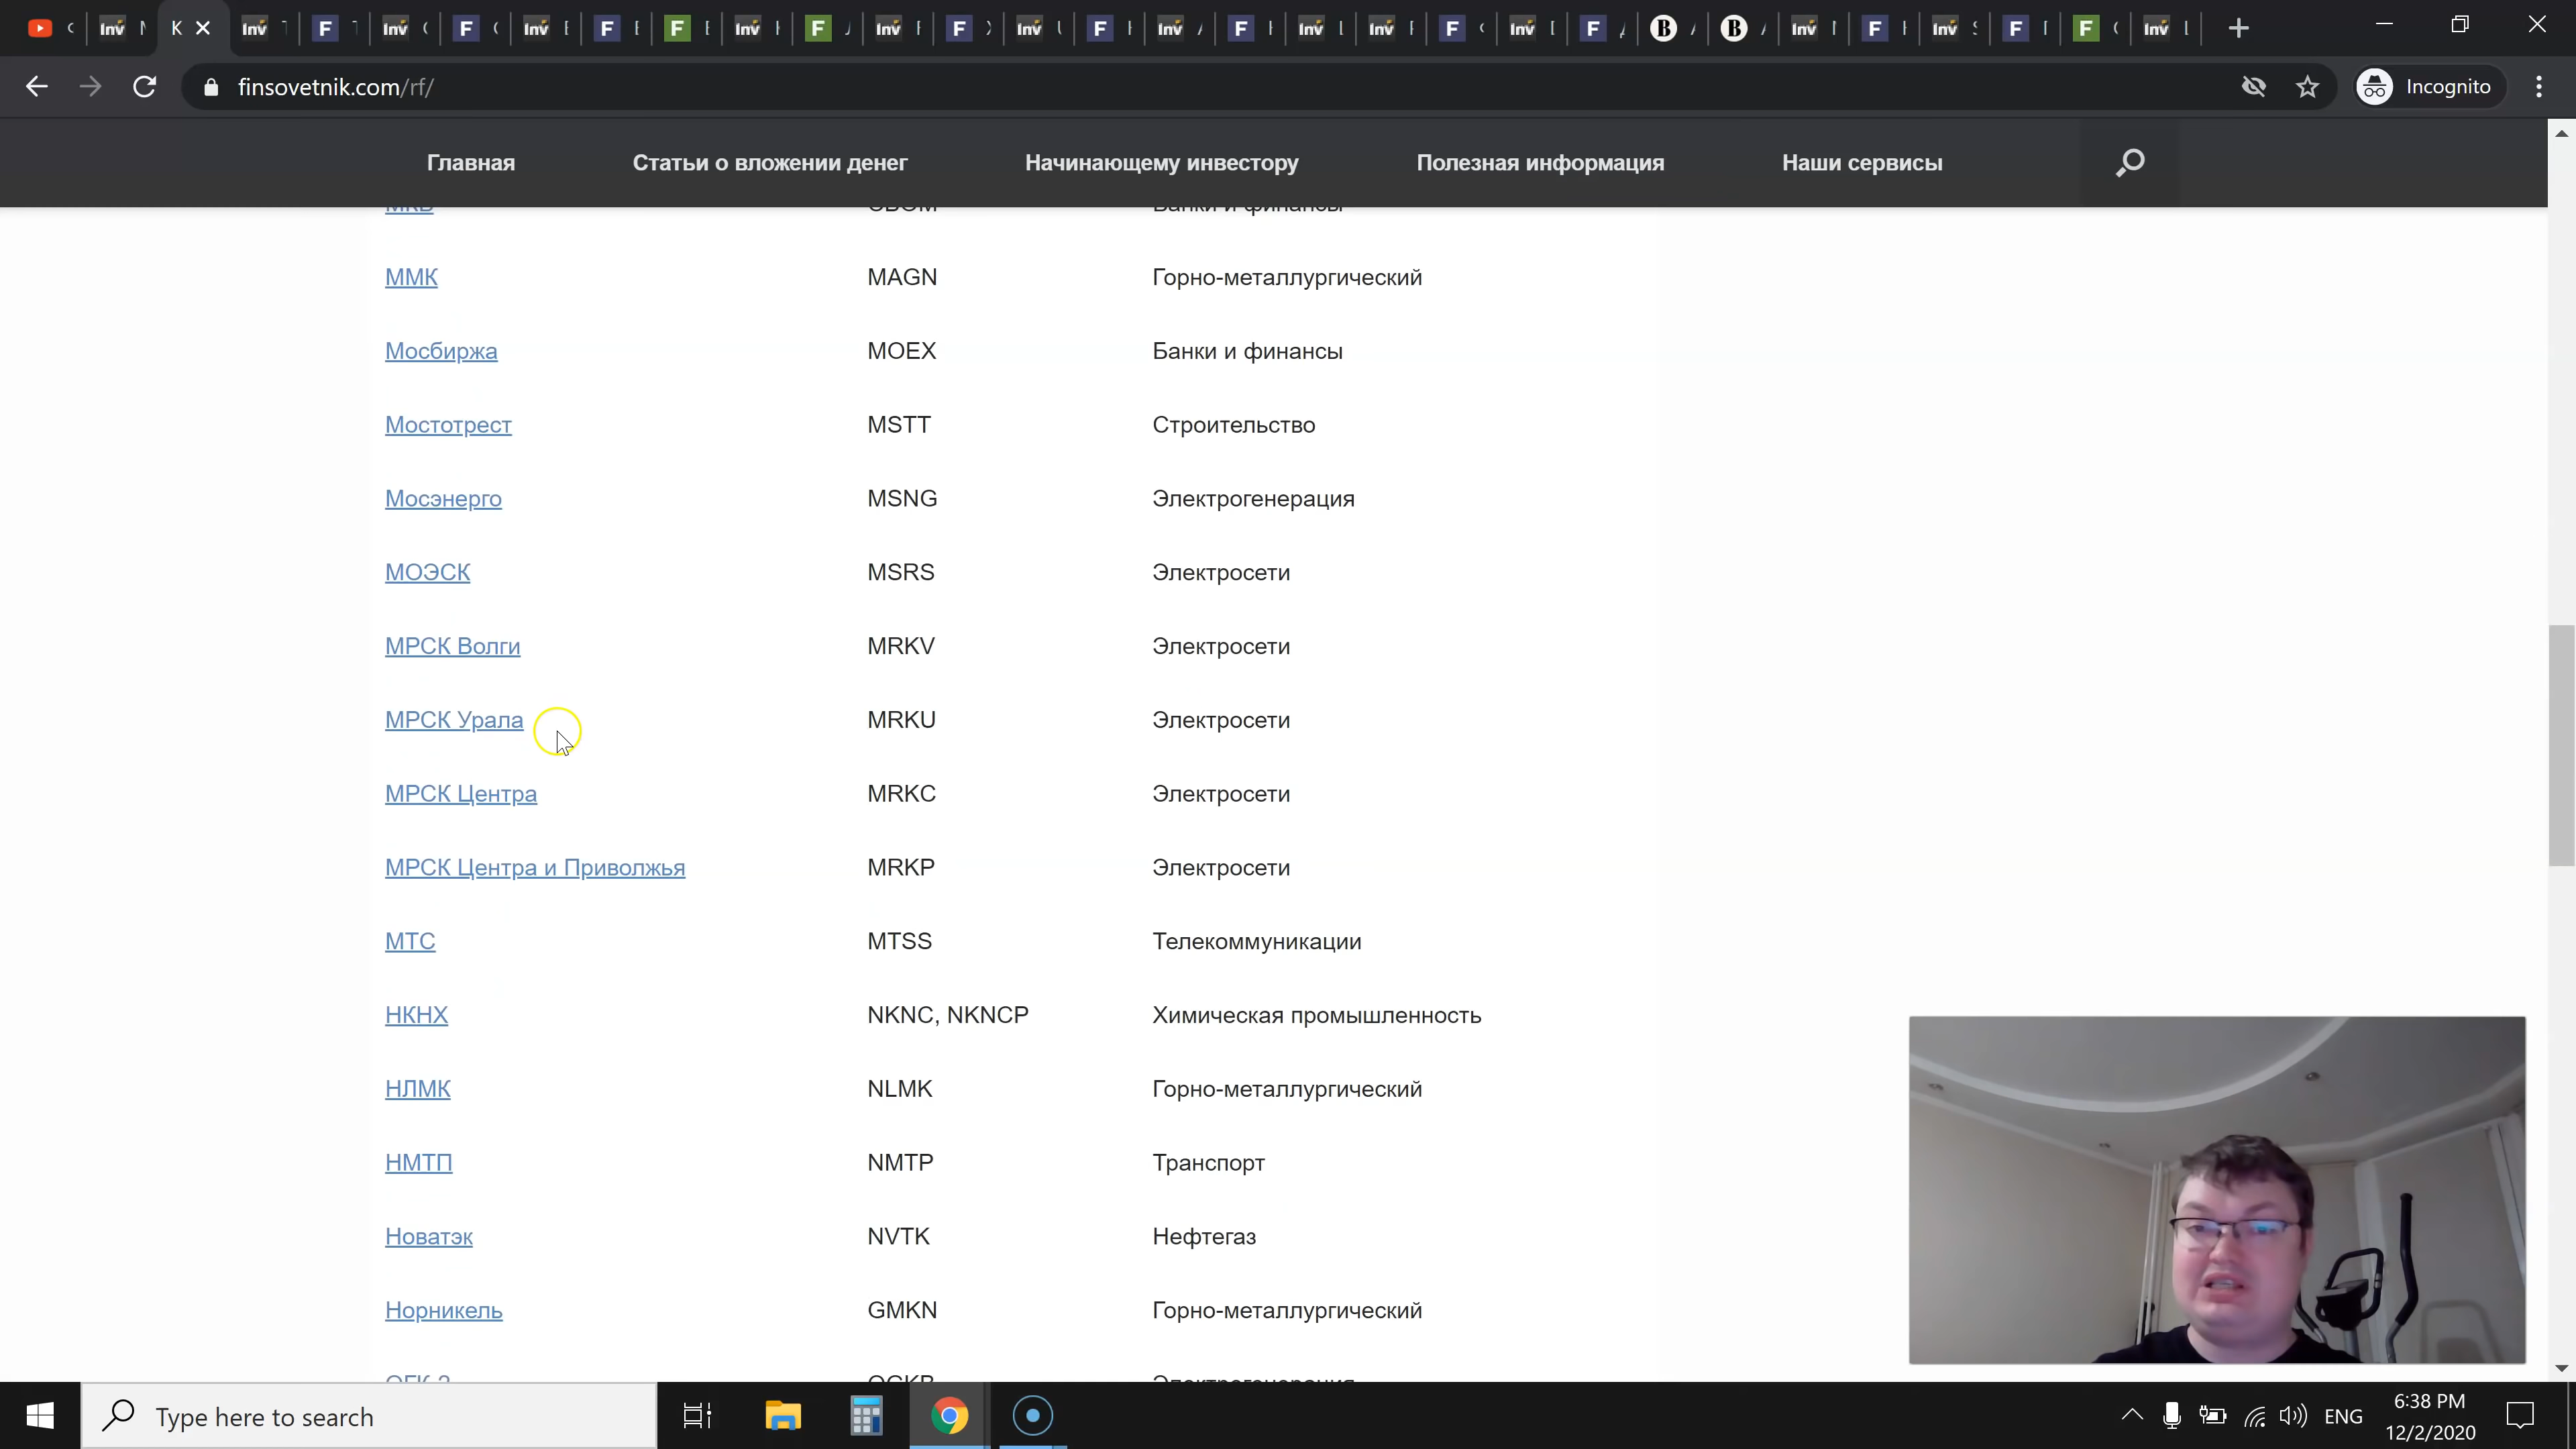 K
finsovetnik.com/rf/
Incognito
Главная Статьи о вложении денег Начинающему инвестору Полезная информация Наши сервисы
ММК MAGN Горно-металлургический
Мосбиржа MOEX Банки и финансы
Мостотрест MSTT Строительство
Мосэнерго MSNG Электрогенерация
МОЭСК MSRS Электросети
МРСК Волги MRKV Электросети
МРСК Урала MRKU Электросети
МРСК Центра MRKC Электросети
МРСК Центра и Приволжья MRKP Электросети
МТС MTSS Телекоммуникации
НКНХ NKNC, NKNCP Химическая промышленность
НЛМК NLMK Горно-металлургический
НМТП NMTP Транспорт
Новатэк NVTK Нефтегаз
Норникель GMKN Горно-металлургический
Type here to search
ENG
6:38 PM
12/2/2020